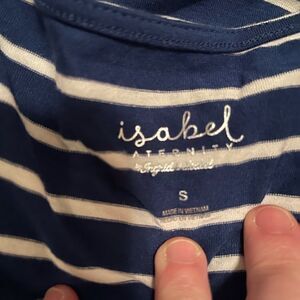 isabel
MATERNITY
by Ingrid & Isabel
S
MADE IN VIETNAM